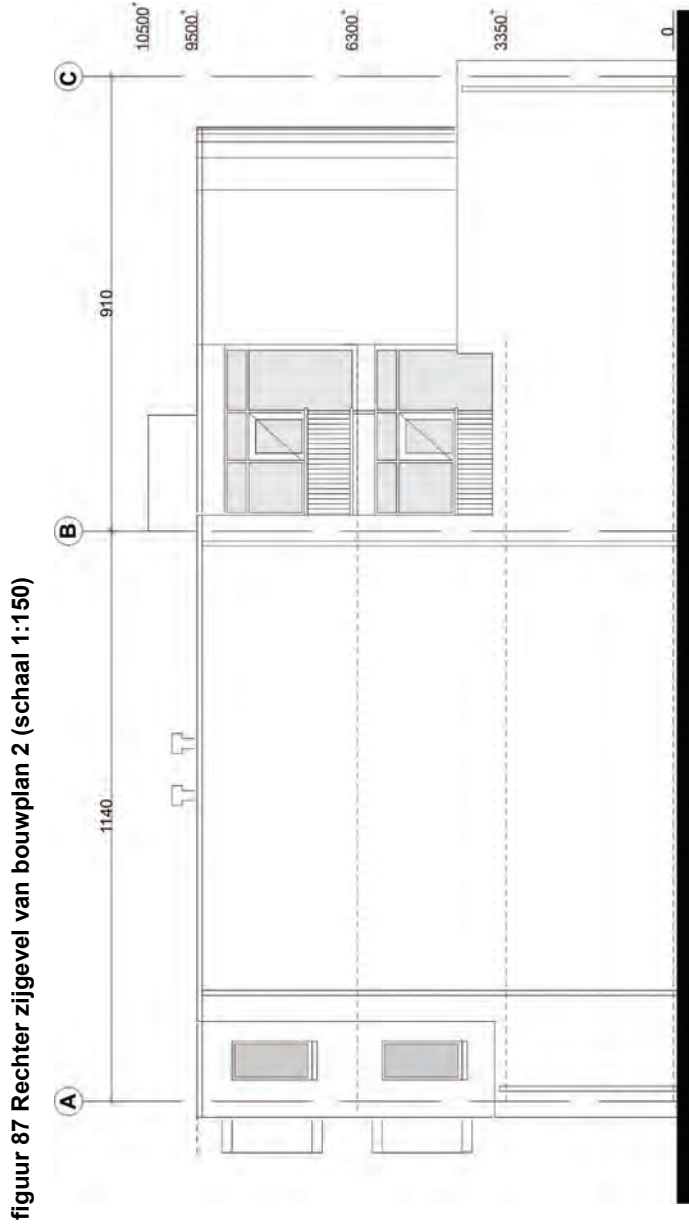 figuur 87 Rechter zijgevel van bouwplan 2 (schaal 1:150)
A
B
C
1140
910
10500+
9500+
6300+
3350+
0